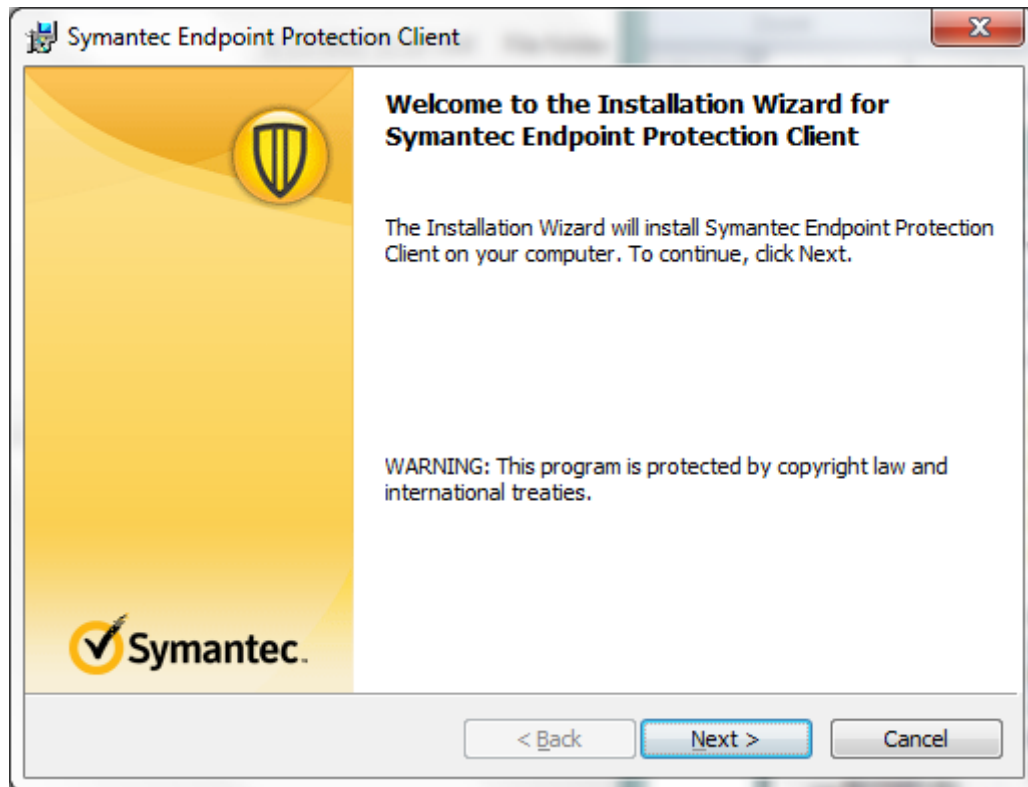 Symantec Endpoint Protection Client
Welcome to the Installation Wizard for
Symantec Endpoint Protection Client
The Installation Wizard will install Symantec Endpoint Protection
Client on your computer. To continue, click Next.
WARNING: This program is protected by copyright law and
international treaties.
Symantec™
< Back
Next >
Cancel